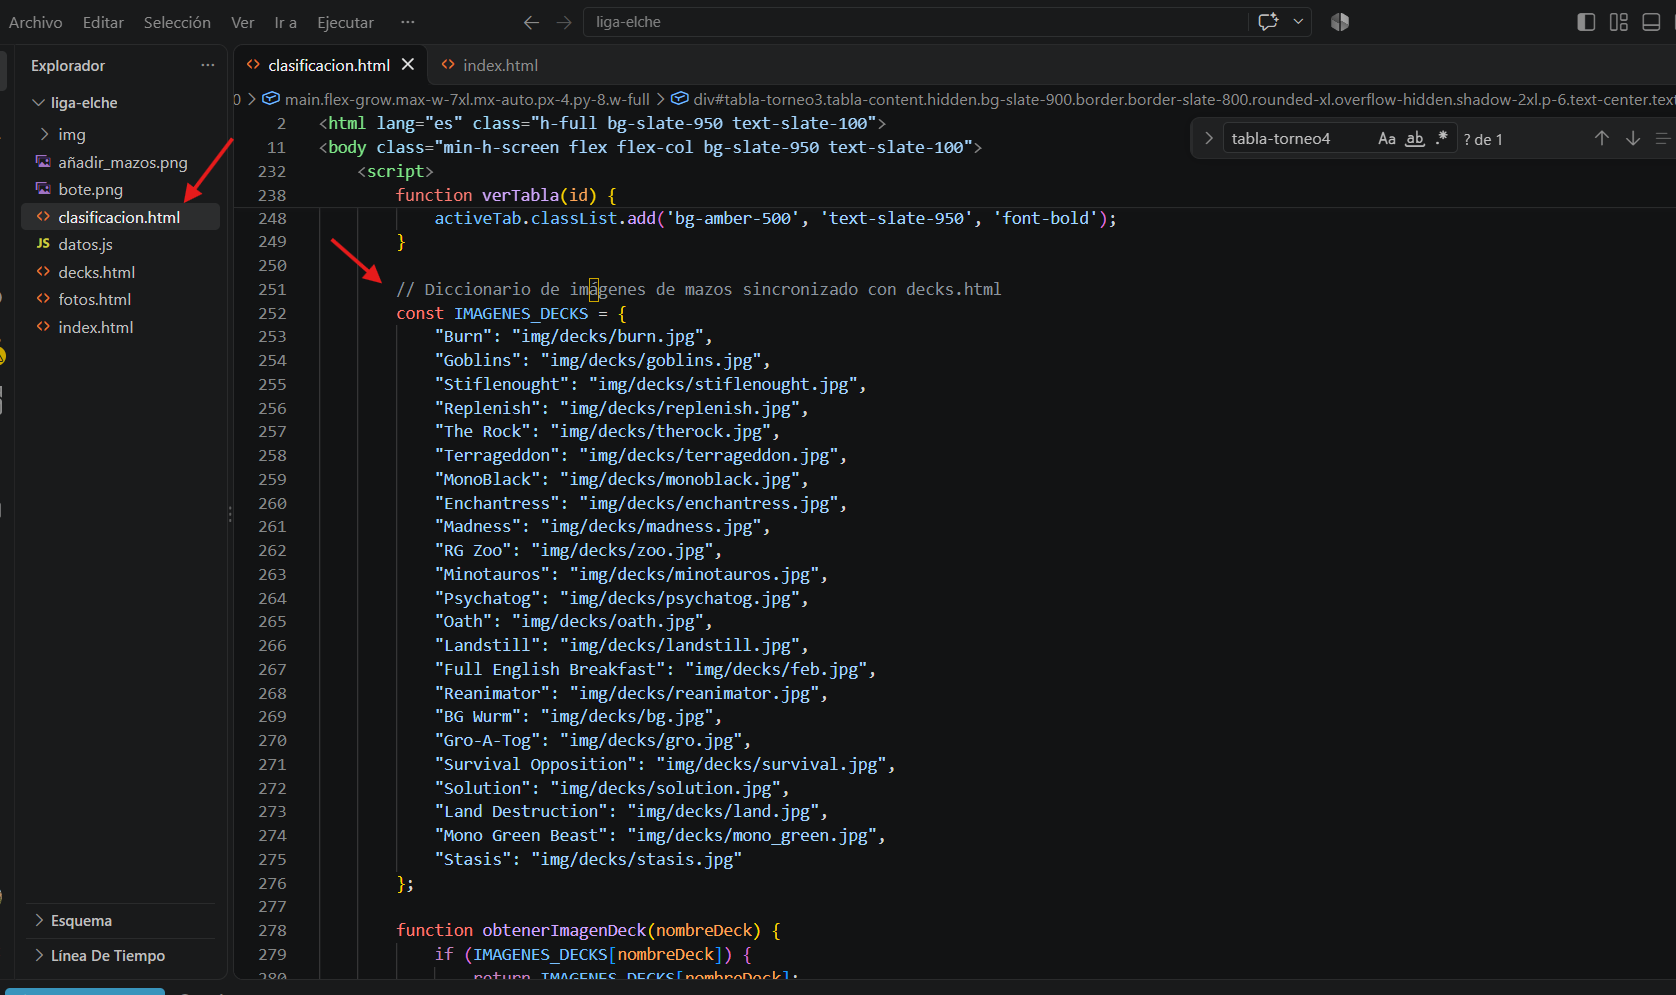 Archivo Editar Selección Ver Ir a Ejecutar ···
liga-elche
Explorador ···
liga-elche
img
añadir_mazos.png
bote.png
clasificacion.html
JS datos.js
decks.html
fotos.html
index.html
Esquema
Línea De Tiempo
clasificacion.html
index.html
main.flex-grow.max-w-7xl.mx-auto.px-4.py-8.w-full > div#tabla-torneo3.tabla-content.hidden.bg-slate-900.border.border-slate-800.rounded-xl.overflow-hidden.shadow-2xl.p-6.text-center.tex
tabla-torneo4 Aa ab .* ? de 1
2 <html lang="es" class="h-full bg-slate-950 text-slate-100">
11 <body class="min-h-screen flex flex-col bg-slate-950 text-slate-100">
232 <script>
238 function verTabla(id) {
248 activeTab.classList.add('bg-amber-500', 'text-slate-950', 'font-bold');
249 }
250
251 // Diccionario de imágenes de mazos sincronizado con decks.html
252 const IMAGENES_DECKS = {
253 "Burn": "img/decks/burn.jpg",
254 "Goblins": "img/decks/goblins.jpg",
255 "Stiflenought": "img/decks/stiflenought.jpg",
256 "Replenish": "img/decks/replenish.jpg",
257 "The Rock": "img/decks/therock.jpg",
258 "Terrageddon": "img/decks/terrageddon.jpg",
259 "MonoBlack": "img/decks/monoblack.jpg",
260 "Enchantress": "img/decks/enchantress.jpg",
261 "Madness": "img/decks/madness.jpg",
262 "RG Zoo": "img/decks/zoo.jpg",
263 "Minotauros": "img/decks/minotauros.jpg",
264 "Psychatog": "img/decks/psychatog.jpg",
265 "Oath": "img/decks/oath.jpg",
266 "Landstill": "img/decks/landstill.jpg",
267 "Full English Breakfast": "img/decks/feb.jpg",
268 "Reanimator": "img/decks/reanimator.jpg",
269 "BG Wurm": "img/decks/bg.jpg",
270 "Gro-A-Tog": "img/decks/gro.jpg",
271 "Survival Opposition": "img/decks/survival.jpg",
272 "Solution": "img/decks/solution.jpg",
273 "Land Destruction": "img/decks/land.jpg",
274 "Mono Green Beast": "img/decks/mono_green.jpg",
275 "Stasis": "img/decks/stasis.jpg"
276 };
277
278 function obtenerImagenDeck(nombreDeck) {
279 if (IMAGENES_DECKS[nombreDeck]) {
280 return IMAGENES_DECKS[nombreDeck];